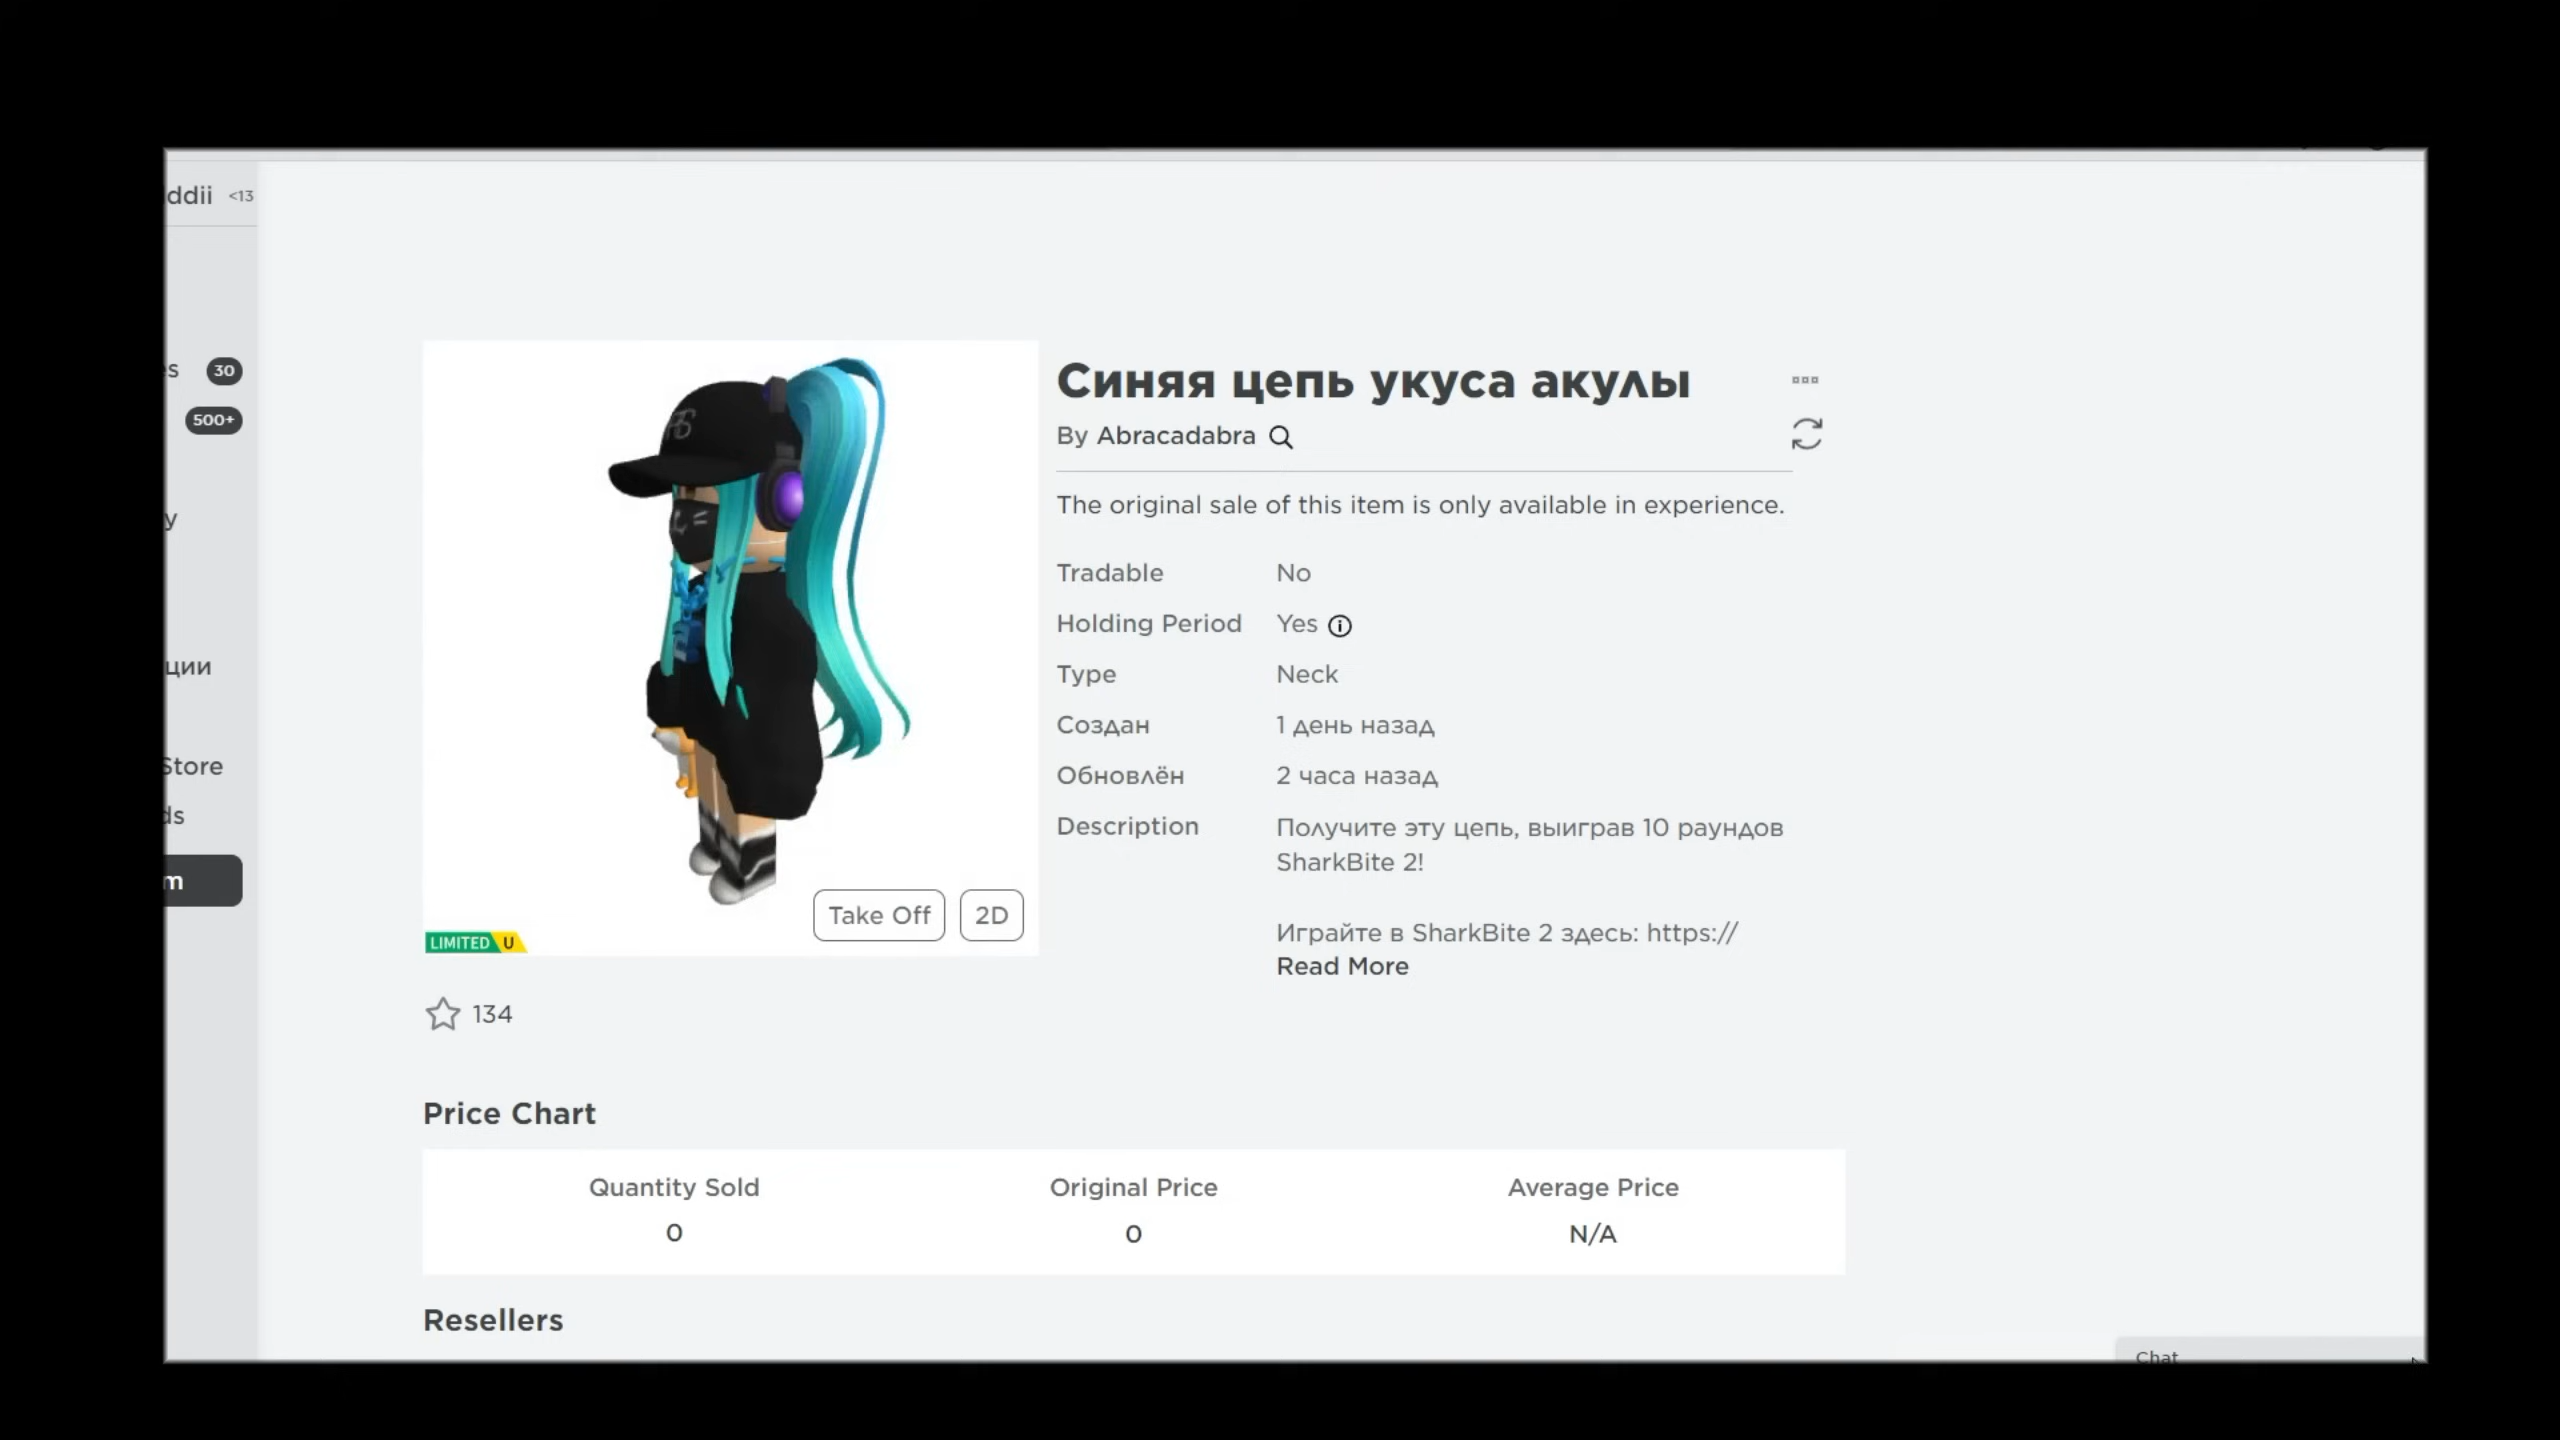 ddii <13
Синяя цепь укуса акулы
By Abracadabra
The original sale of this item is only available in experience.
Tradable No
Holding Period Yes
Type Neck
Создан 1 день назад
Обновлён 2 часа назад
Description Получите эту цепь, выиграв 10 раундов
SharkBite 2!
Играйте в SharkBite 2 здесь: https://
Read More
s 30
500+
y
ции
Store
ds
m
Take Off 2D
LIMITED U
134
Price Chart
Quantity Sold Original Price Average Price
0 0 N/A
Resellers
Chat